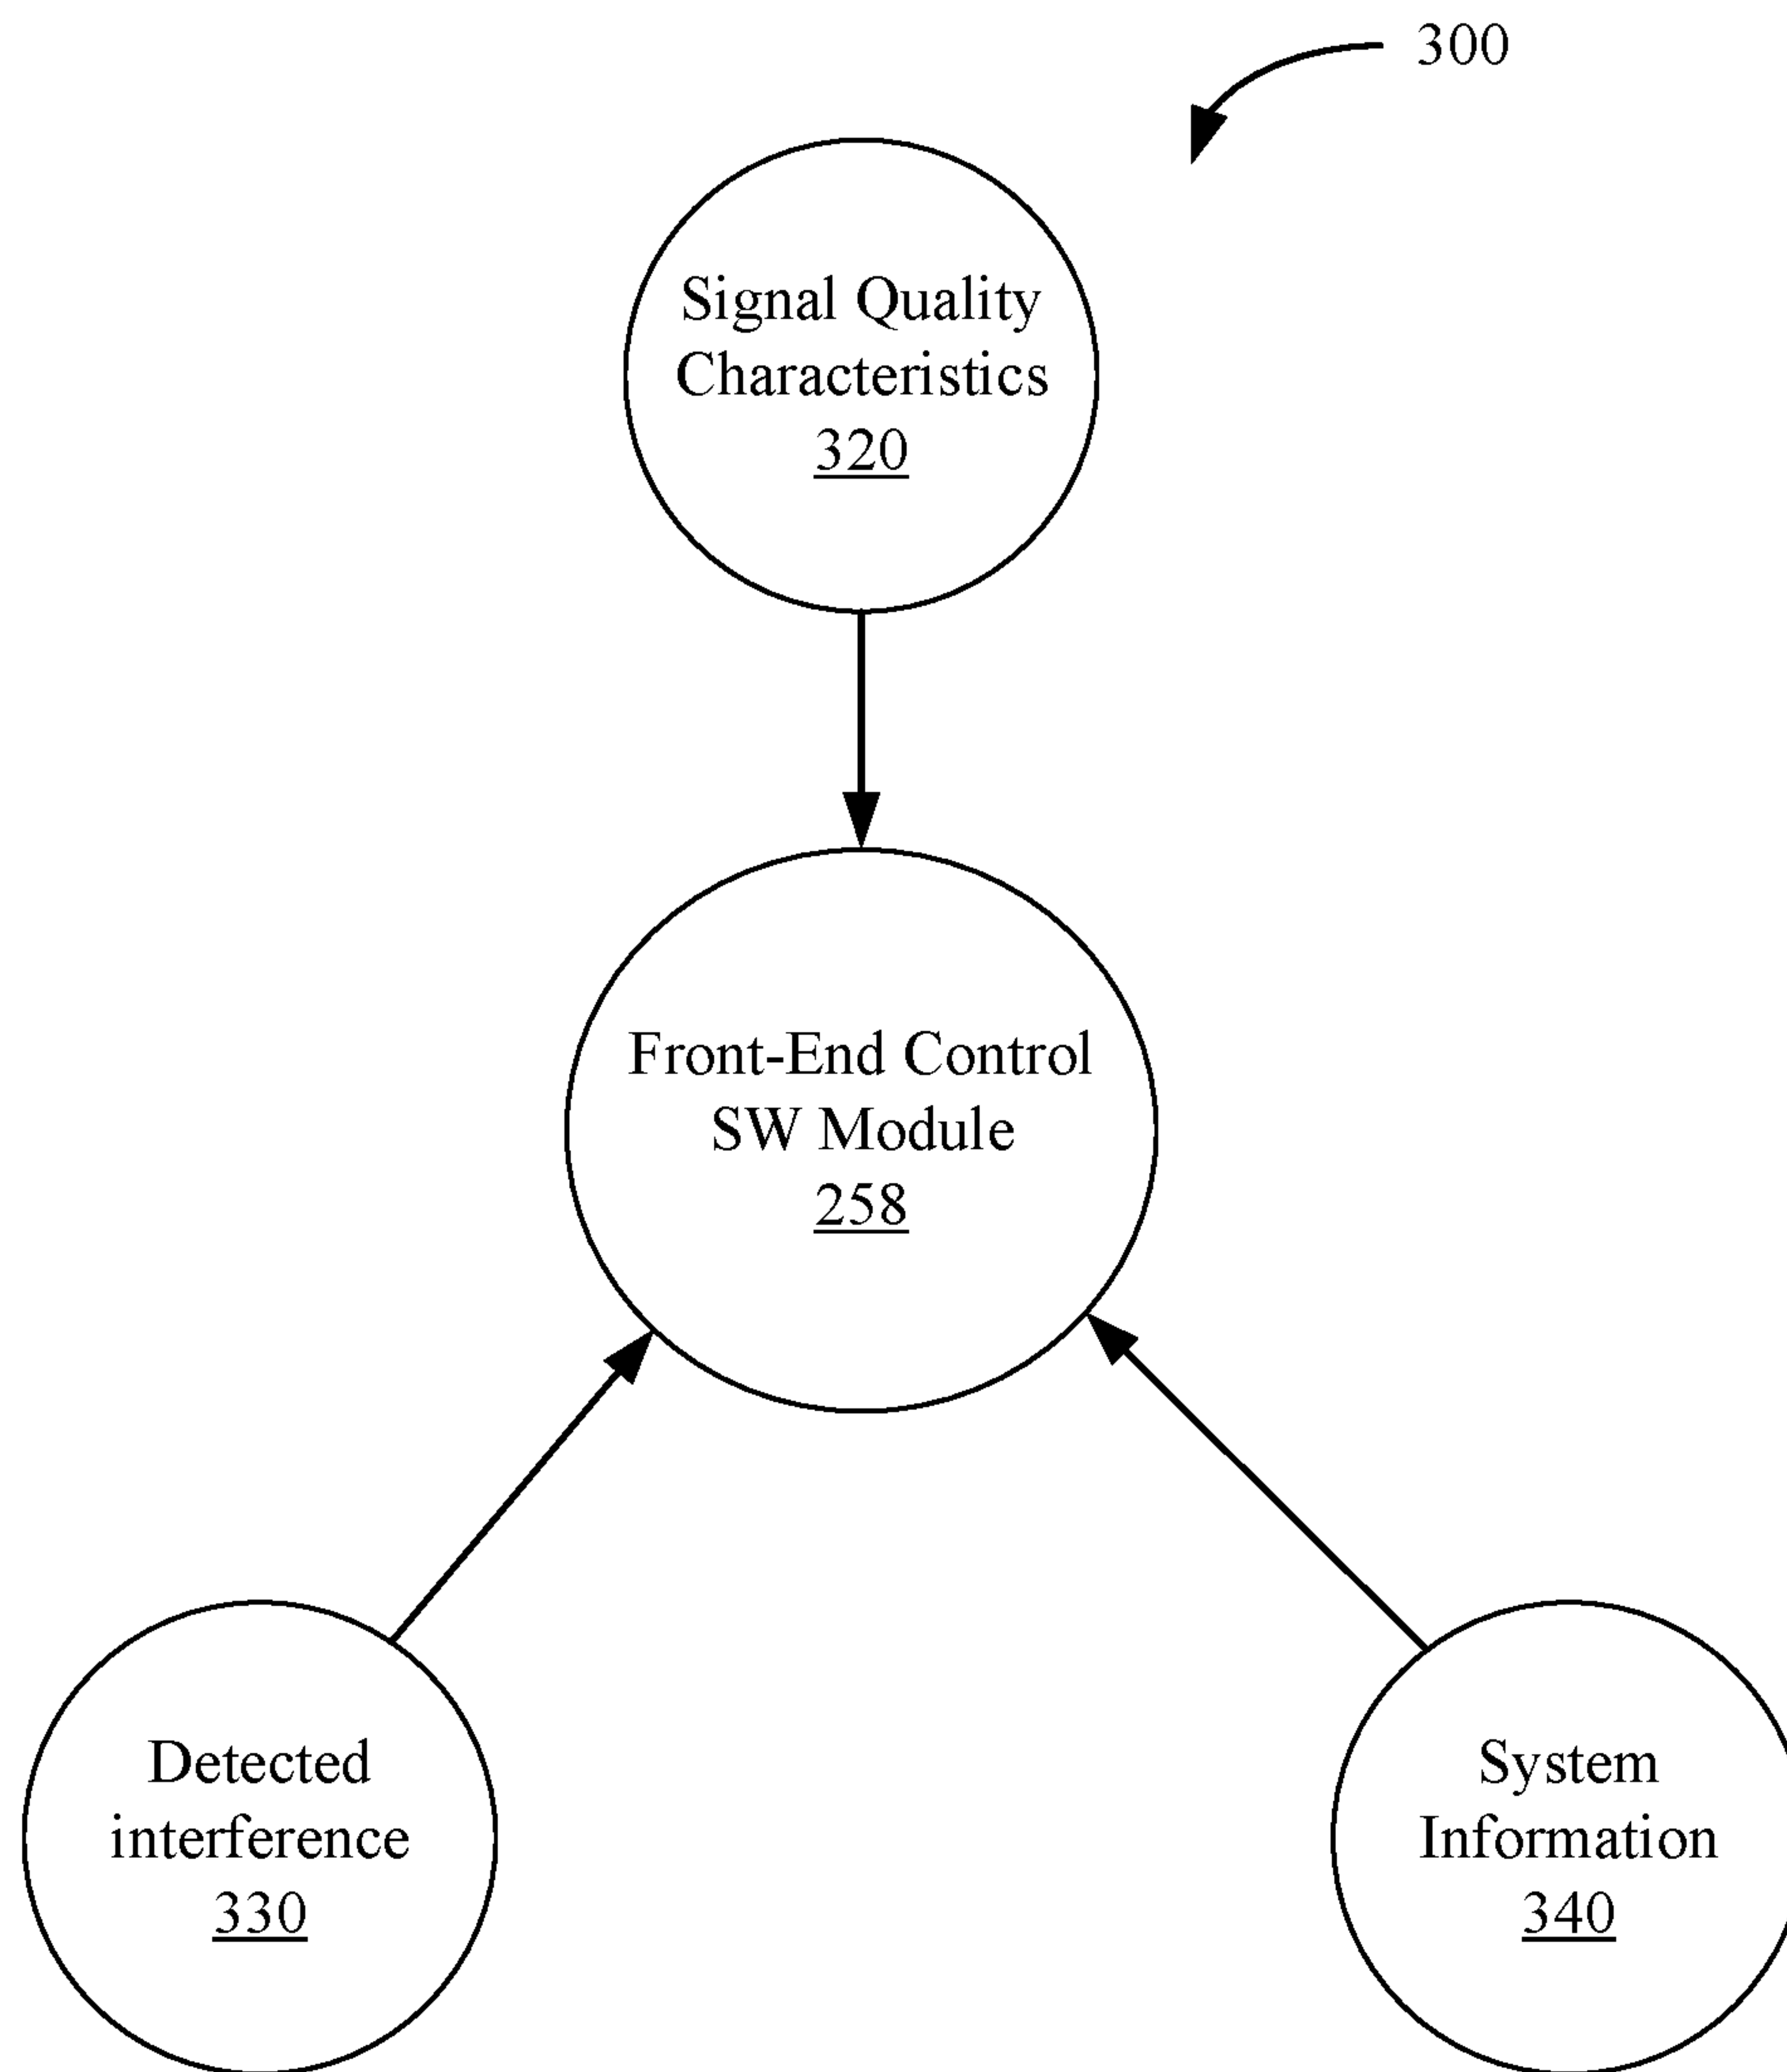 300
Signal Quality
Characteristics
320
Front-End Control
SW Module
258
Detected
interference
330
System
Information
340